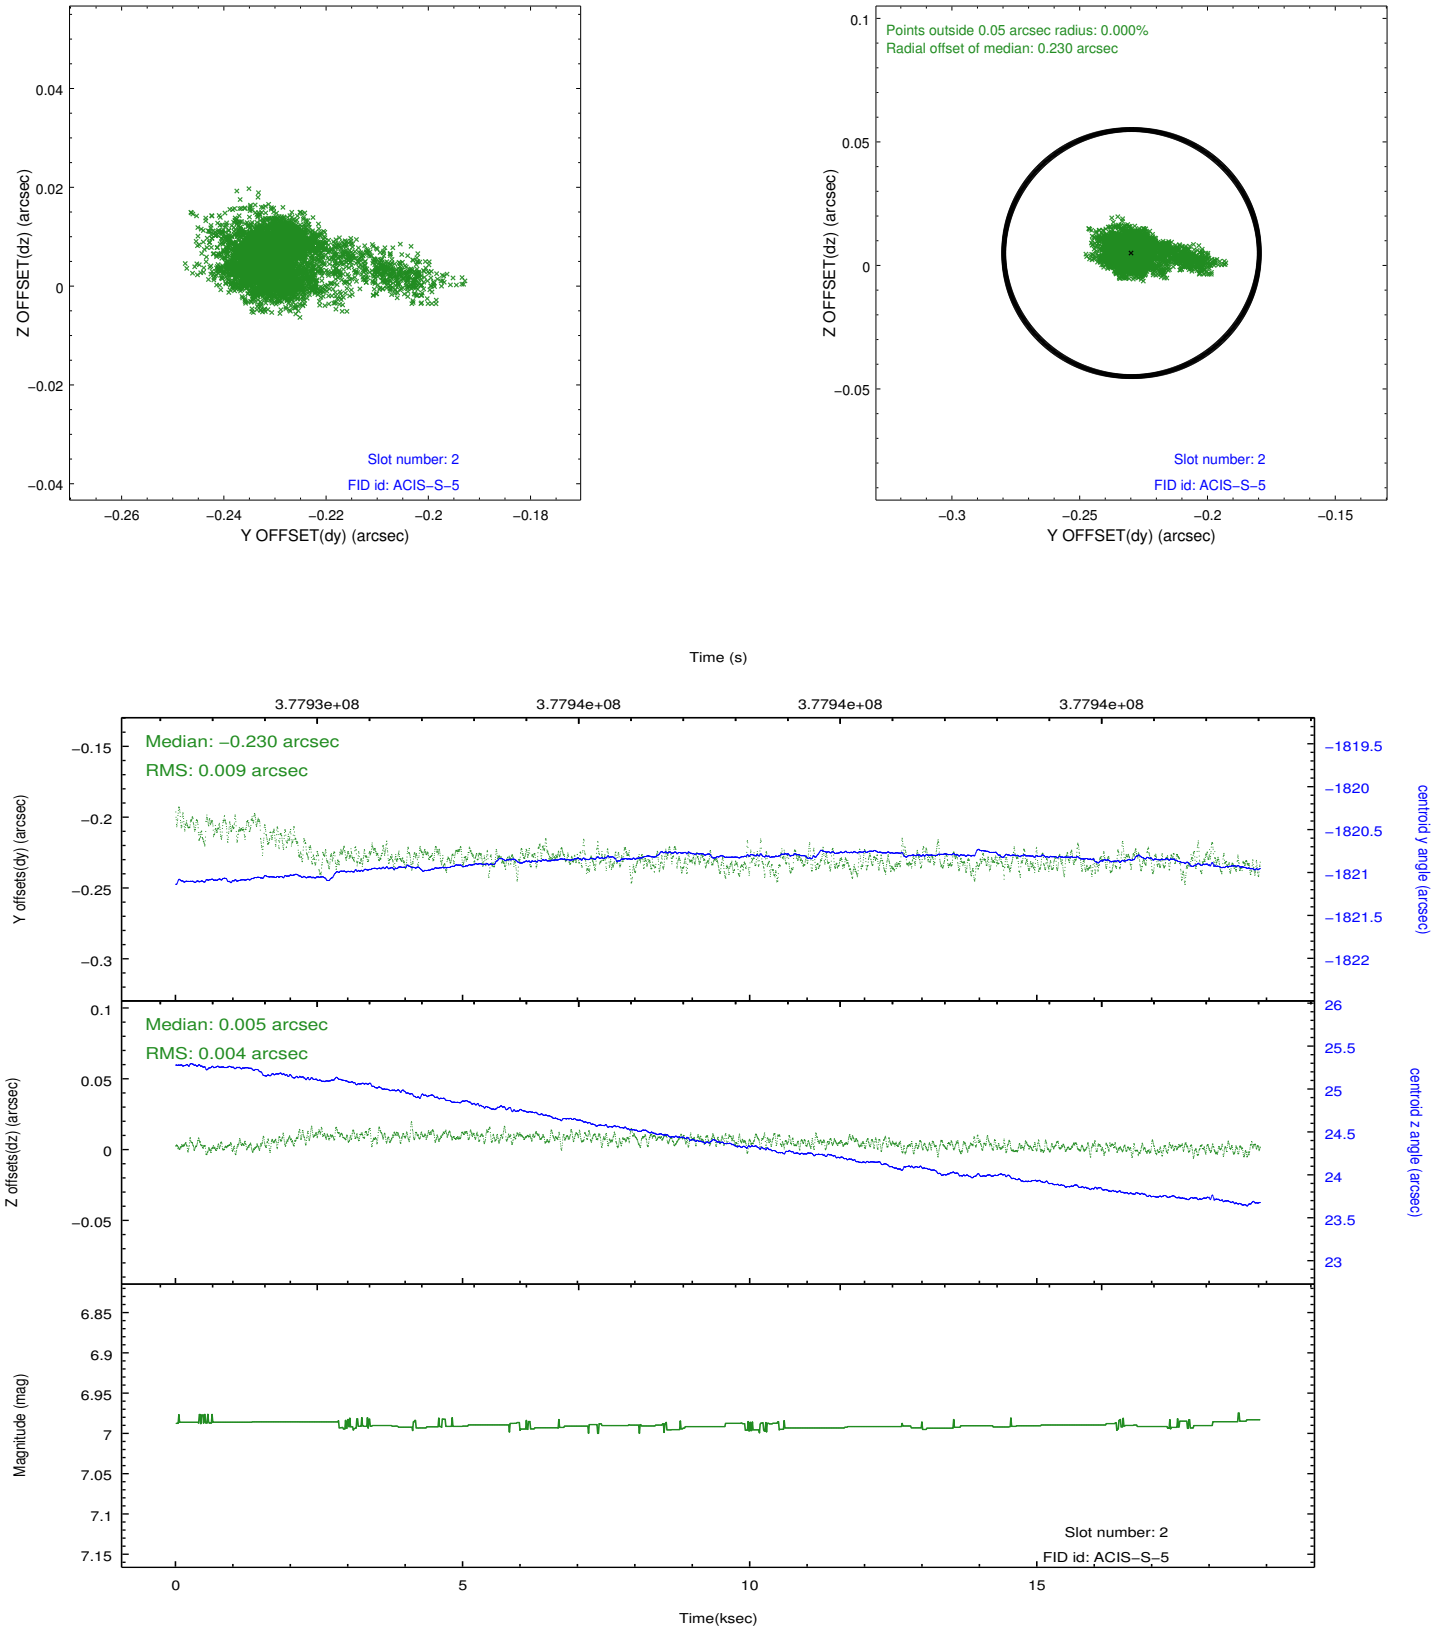 0.04
0.02
0
−0.02
−0.04
Z OFFSET(dz) (arcsec)
Slot number: 2
FID id: ACIS−S−5
−0.26
−0.24
−0.22
−0.2
−0.18
Y OFFSET(dy) (arcsec)
0.1
0.05
0
−0.05
Z OFFSET(dz) (arcsec)
Points outside 0.05 arcsec radius: 0.000%
Radial offset of median: 0.230 arcsec
Slot number: 2
FID id: ACIS−S−5
−0.3
−0.25
−0.2
−0.15
Y OFFSET(dy) (arcsec)
Time (s)
3.7793e+08
3.7794e+08
3.7794e+08
3.7794e+08
Median: −0.230 arcsec
RMS: 0.009 arcsec
−0.15
−0.2
−0.25
−0.3
Y offsets(dy) (arcsec)
−1819.5
−1820
−1820.5
−1821
−1821.5
−1822
centroid y angle (arcsec)
Median: 0.005 arcsec
RMS: 0.004 arcsec
0.1
0.05
0
−0.05
Z offsets(dz) (arcsec)
26
25.5
25
24.5
24
23.5
23
centroid z angle (arcsec)
6.85
6.9
6.95
7
7.05
7.1
7.15
Magnitude (mag)
Slot number: 2
FID id: ACIS−S−5
0
5
10
15
Time(ksec)